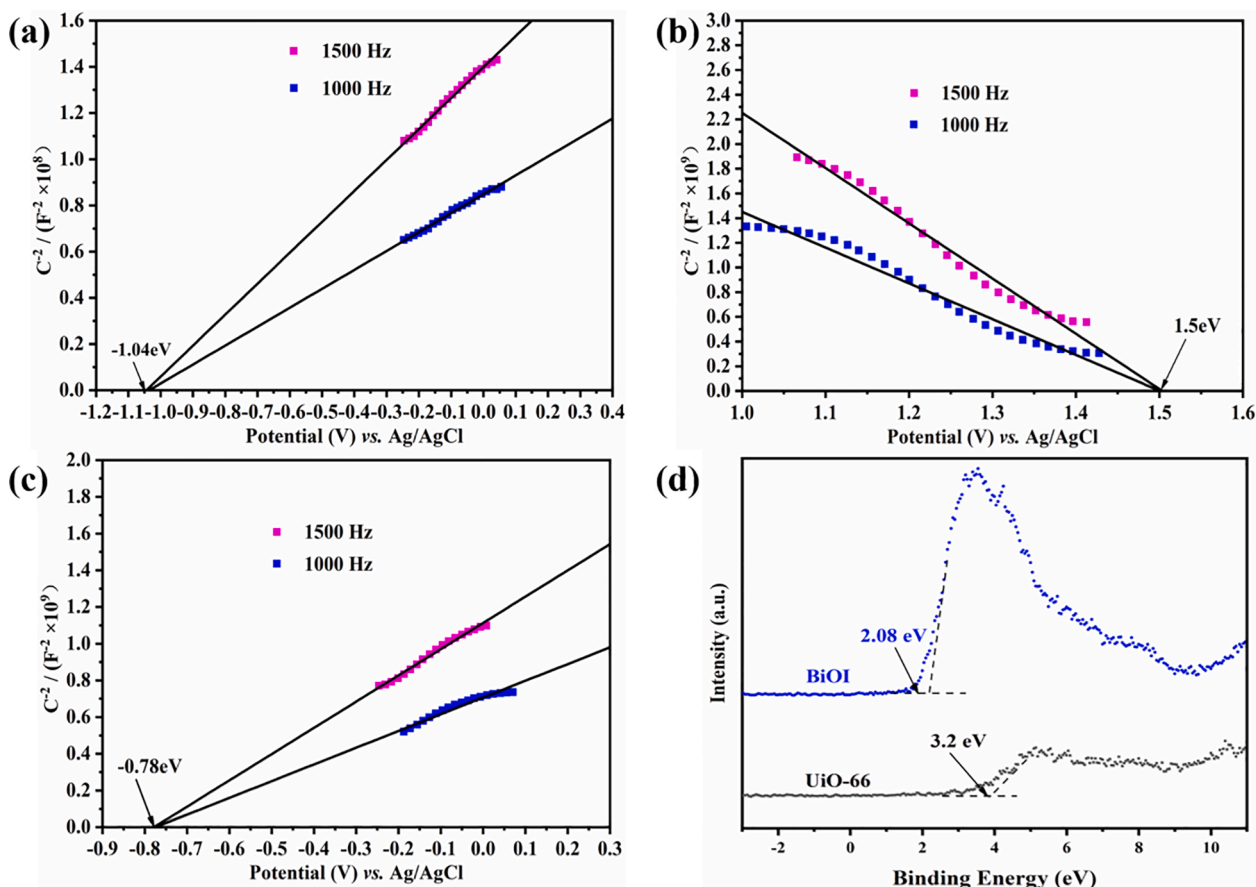 (a)
1500 Hz
1000 Hz
C⁻² / (F⁻² ×10⁸)
1.6
1.4
1.2
1.0
0.8
0.6
0.4
0.2
0.0
-1.04eV
-1.2 -1.1 -1.0 -0.9 -0.8 -0.7 -0.6 -0.5 -0.4 -0.3 -0.2 -0.1 0.0 0.1 0.2 0.3 0.4
Potential (V) vs. Ag/AgCl
(b)
1500 Hz
1000 Hz
C⁻² / (F⁻² ×10⁹)
3.0
2.8
2.6
2.4
2.2
2.0
1.8
1.6
1.4
1.2
1.0
0.8
0.6
0.4
0.2
0.0
1.5eV
1.0 1.1 1.2 1.3 1.4 1.5 1.6
Potential (V) vs. Ag/AgCl
(c)
1500 Hz
1000 Hz
C⁻² / (F⁻² ×10⁹)
2.0
1.8
1.6
1.4
1.2
1.0
0.8
0.6
0.4
0.2
0.0
-0.78eV
-0.9 -0.8 -0.7 -0.6 -0.5 -0.4 -0.3 -0.2 -0.1 0.0 0.1 0.2 0.3
Potential (V) vs. Ag/AgCl
(d)
Intensity (a.u.)
2.08 eV
BiOI
3.2 eV
UiO-66
-2 0 2 4 6 8 10
Binding Energy (eV)